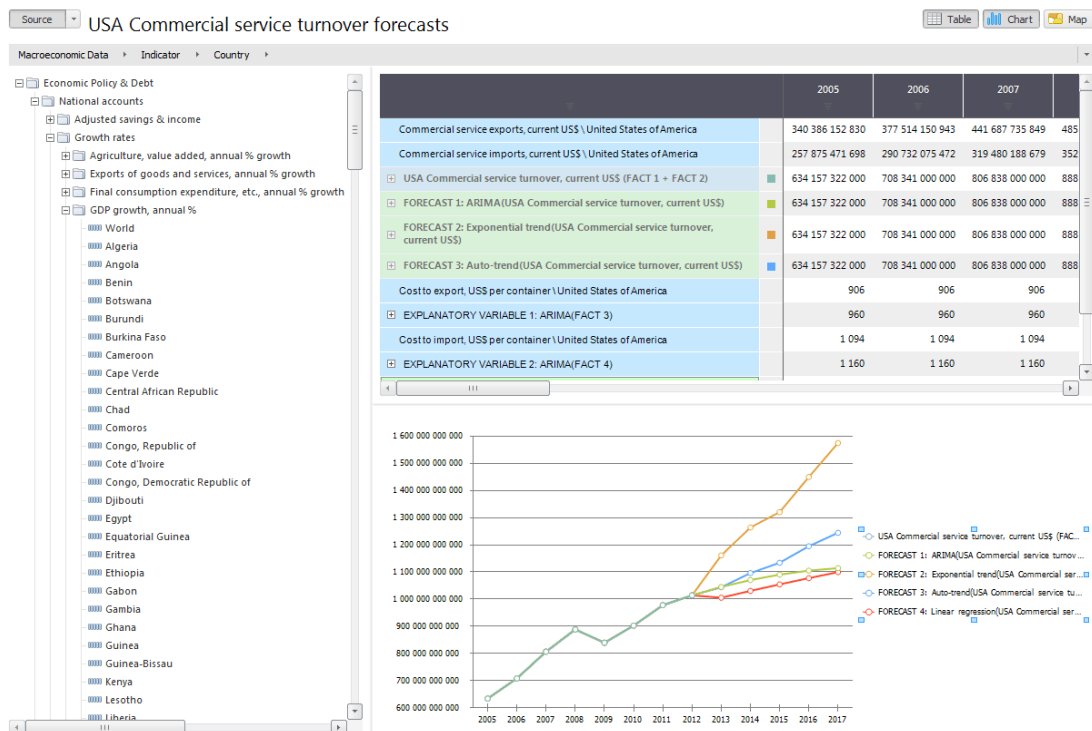 Source
USA Commercial service turnover forecasts
Table
Chart
Map
Macroeconomic Data
Indicator
Country
Economic Policy & Debt
National accounts
Adjusted savings & income
Growth rates
Agriculture, value added, annual % growth
Exports of goods and services, annual % growth
Final consumption expenditure, etc., annual % growth
GDP growth, annual %
World
Algeria
Angola
Benin
Botswana
Burundi
Burkina Faso
Cameroon
Cape Verde
Central African Republic
Chad
Comoros
Congo, Republic of
Cote d'Ivoire
Congo, Democratic Republic of
Djibouti
Egypt
Equatorial Guinea
Eritrea
Ethiopia
Gabon
Gambia
Ghana
Guinea
Guinea-Bissau
Kenya
Lesotho
Liberia
2005 2006 2007
Commercial service exports, current US$ \ United States of America 340 386 152 830 377 514 150 943 441 687 735 849 485
Commercial service imports, current US$ \ United States of America 257 875 471 698 290 732 075 472 319 480 188 679 352
USA Commercial service turnover, current US$ (FACT 1 + FACT 2) 634 157 322 000 708 341 000 000 806 838 000 000 888
FORECAST 1: ARIMA(USA Commercial service turnover, current US$) 634 157 322 000 708 341 000 000 806 838 000 000 888
FORECAST 2: Exponential trend(USA Commercial service turnover,
current US$) 634 157 322 000 708 341 000 000 806 838 000 000 888
FORECAST 3: Auto-trend(USA Commercial service turnover, current US$) 634 157 322 000 708 341 000 000 806 838 000 000 888
Cost to export, US$ per container \ United States of America 906 906 906
EXPLANATORY VARIABLE 1: ARIMA(FACT 3) 960 960 960
Cost to import, US$ per container \ United States of America 1 094 1 094 1 094
EXPLANATORY VARIABLE 2: ARIMA(FACT 4) 1 160 1 160 1 160
1 600 000 000 000
1 500 000 000 000
1 400 000 000 000
1 300 000 000 000
1 200 000 000 000
1 100 000 000 000
1 000 000 000 000
900 000 000 000
800 000 000 000
700 000 000 000
600 000 000 000
2005 2006 2007 2008 2009 2010 2011 2012 2013 2014 2015 2016 2017
USA Commercial service turnover, current US$ (FAC...
FORECAST 1: ARIMA(USA Commercial service turnov...
FORECAST 2: Exponential trend(USA Commercial ser...
FORECAST 3: Auto-trend(USA Commercial service tu...
FORECAST 4: Linear regression(USA Commercial ser...